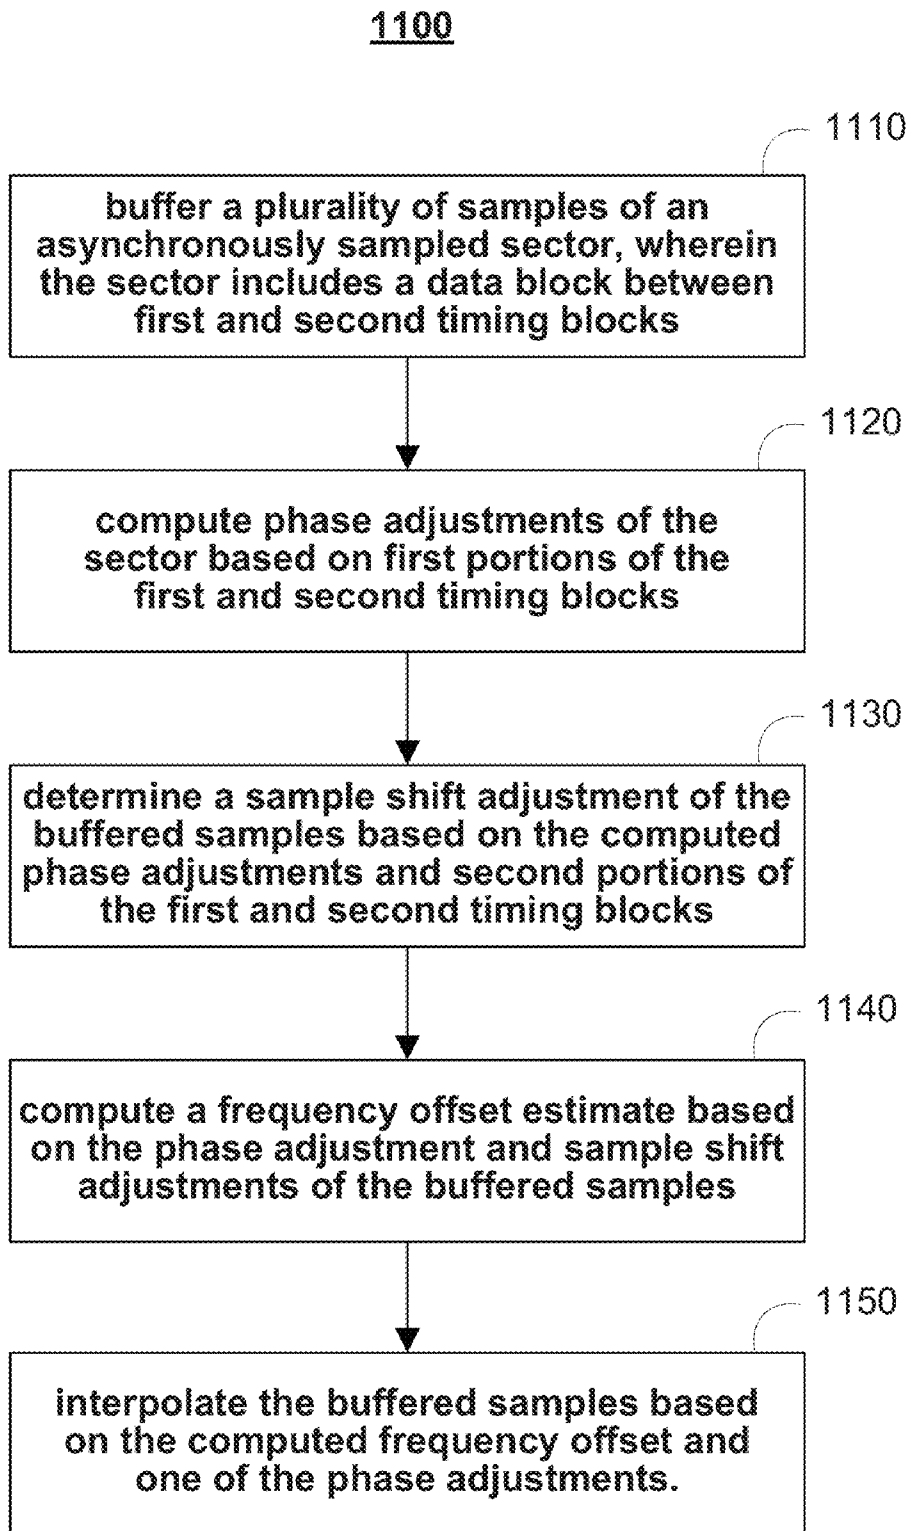 1100
1110
buffer a plurality of samples of an
asynchronously sampled sector, wherein
the sector includes a data block between
first and second timing blocks
1120
compute phase adjustments of the
sector based on first portions of the
first and second timing blocks
1130
determine a sample shift adjustment of the
buffered samples based on the computed
phase adjustments and second portions of
the first and second timing blocks
1140
compute a frequency offset estimate based
on the phase adjustment and sample shift
adjustments of the buffered samples
1150
interpolate the buffered samples based
on the computed frequency offset and
one of the phase adjustments.